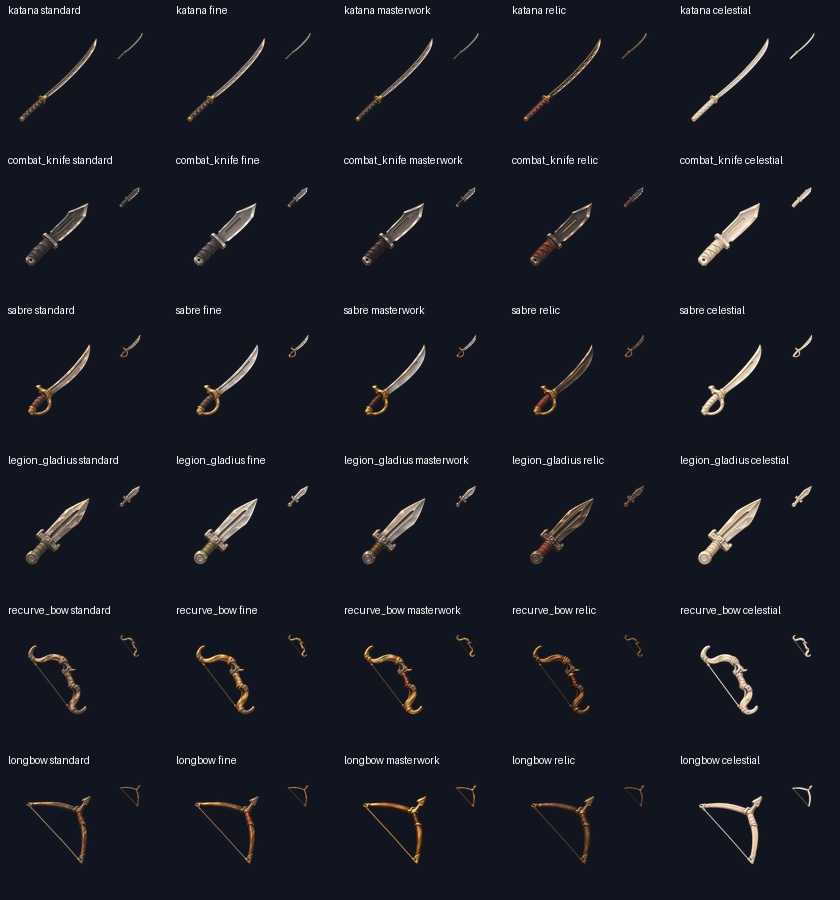 katana standard
katana fine
katana masterwork
katana relic
katana celestial
combat_knife standard
combat_knife fine
combat_knife masterwork
combat_knife relic
combat_knife celestial
sabre standard
sabre fine
sabre masterwork
sabre relic
sabre celestial
legion_gladius standard
legion_gladius fine
legion_gladius masterwork
legion_gladius relic
legion_gladius celestial
recurve_bow standard
recurve_bow fine
recurve_bow masterwork
recurve_bow relic
recurve_bow celestial
longbow standard
longbow fine
longbow masterwork
longbow relic
longbow celestial